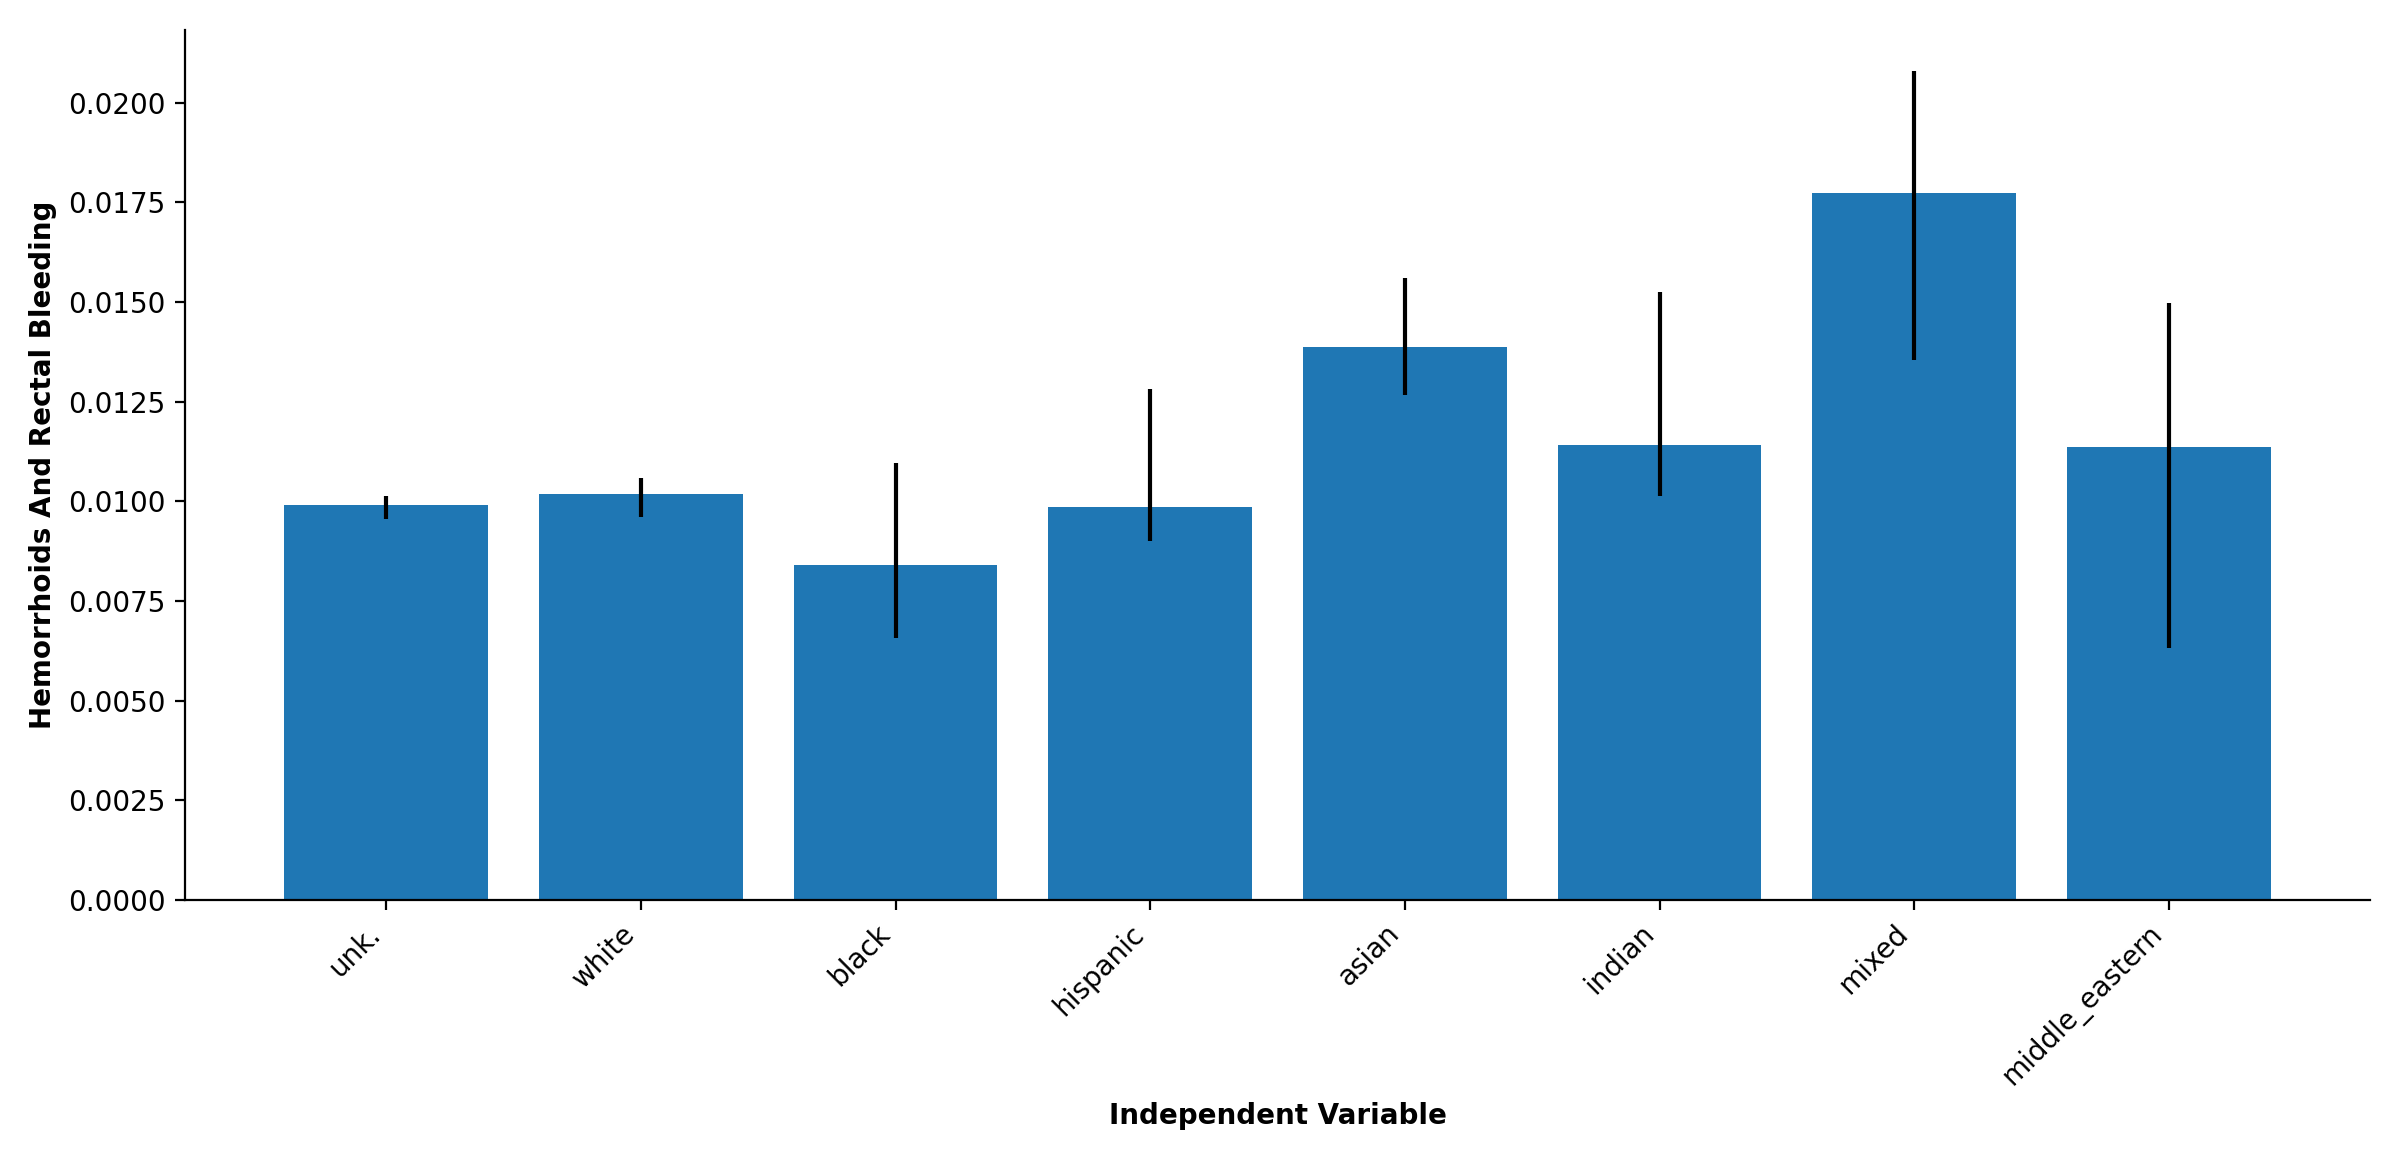 Hemorrhoids And Rectal Bleeding
0.0200
0.0175
0.0150
0.0125
0.0100
0.0075
0.0050
0.0025
0.0000
unk.
white
black
hispanic
asian
indian
mixed
middle_eastern
Independent Variable